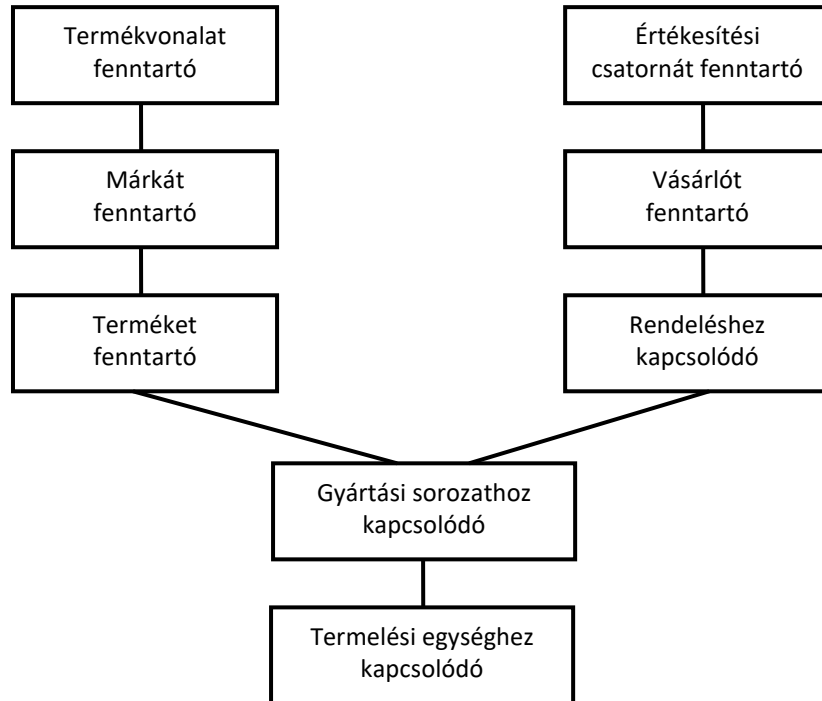 Termékvonalat
fenntartó
Értékesítési
csatornát fenntartó
Márkát
fenntartó
Vásárlót
fenntartó
Terméket
fenntartó
Rendeléshez
kapcsolódó
Gyártási sorozathoz
kapcsolódó
Termelési egységhez
kapcsolódó